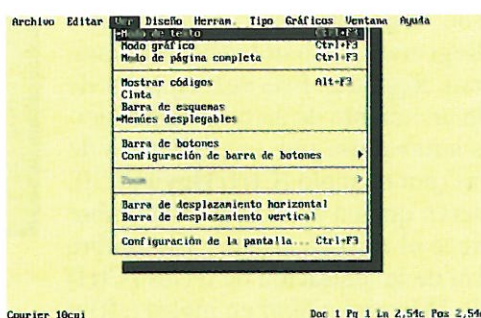 Archivo Editar Ver Diseño Herram. Tipo Gráficos Ventana Ayuda
Modo de texto Ctrl+F3
Modo gráfico Ctrl+F3
Modo de página completa Ctrl+F3
Mostrar códigos Alt+F3
Cinta
Barra de esquemas
Menúes desplegables
Barra de botones
Configuración de barra de botones
Zoom
Barra de desplazamiento horizontal
Barra de desplazamiento vertical
Configuración de la pantalla... Ctrl+F3
Courier 10cpi Doc 1 Pg 1 Ln 2,54c Pos 2,54c